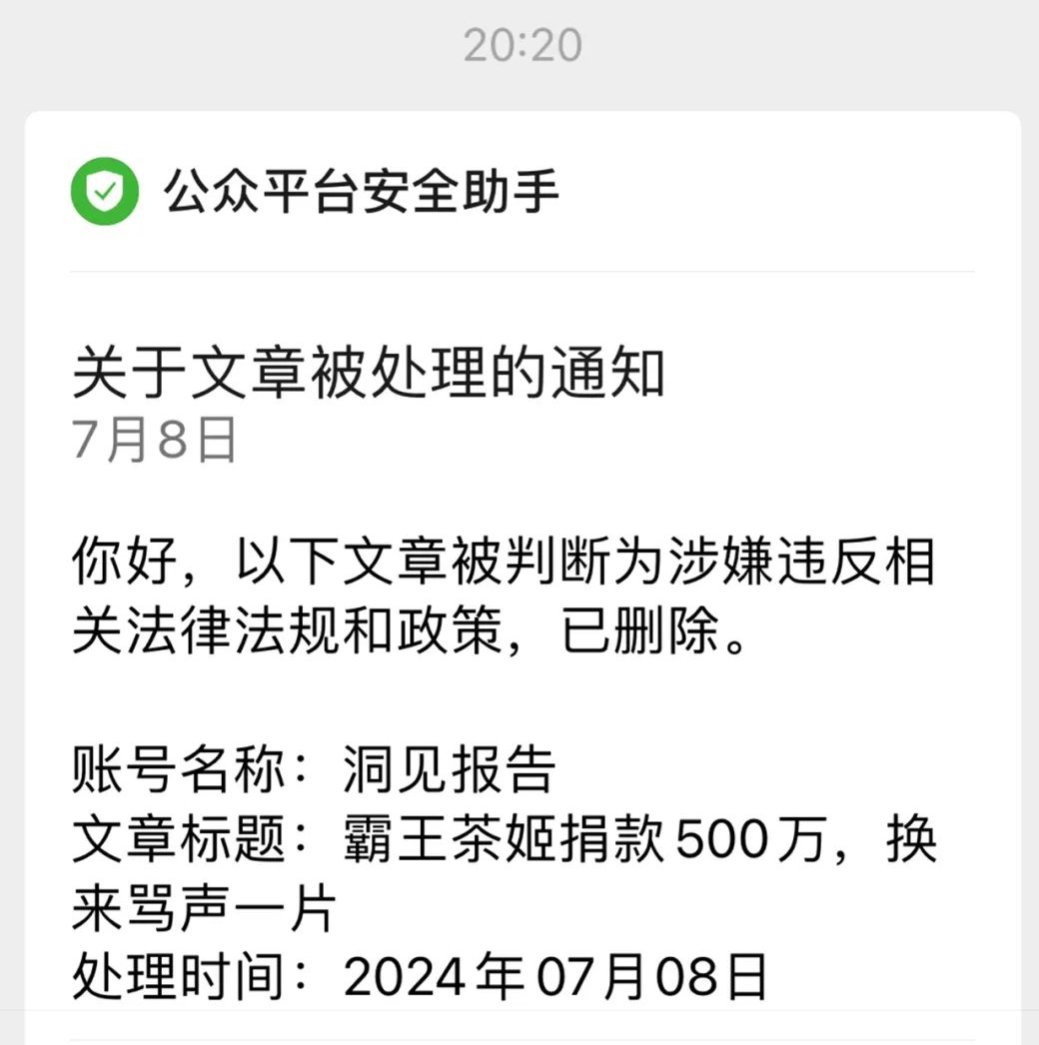 20:20
公众平台安全助手
关于文章被处理的通知
7月8日
你好，以下文章被判断为涉嫌违反相
关法律法规和政策，已删除。
账号名称：洞见报告
文章标题：霸王茶姬捐款500万，换
来骂声一片
处理时间：2024年07月08日